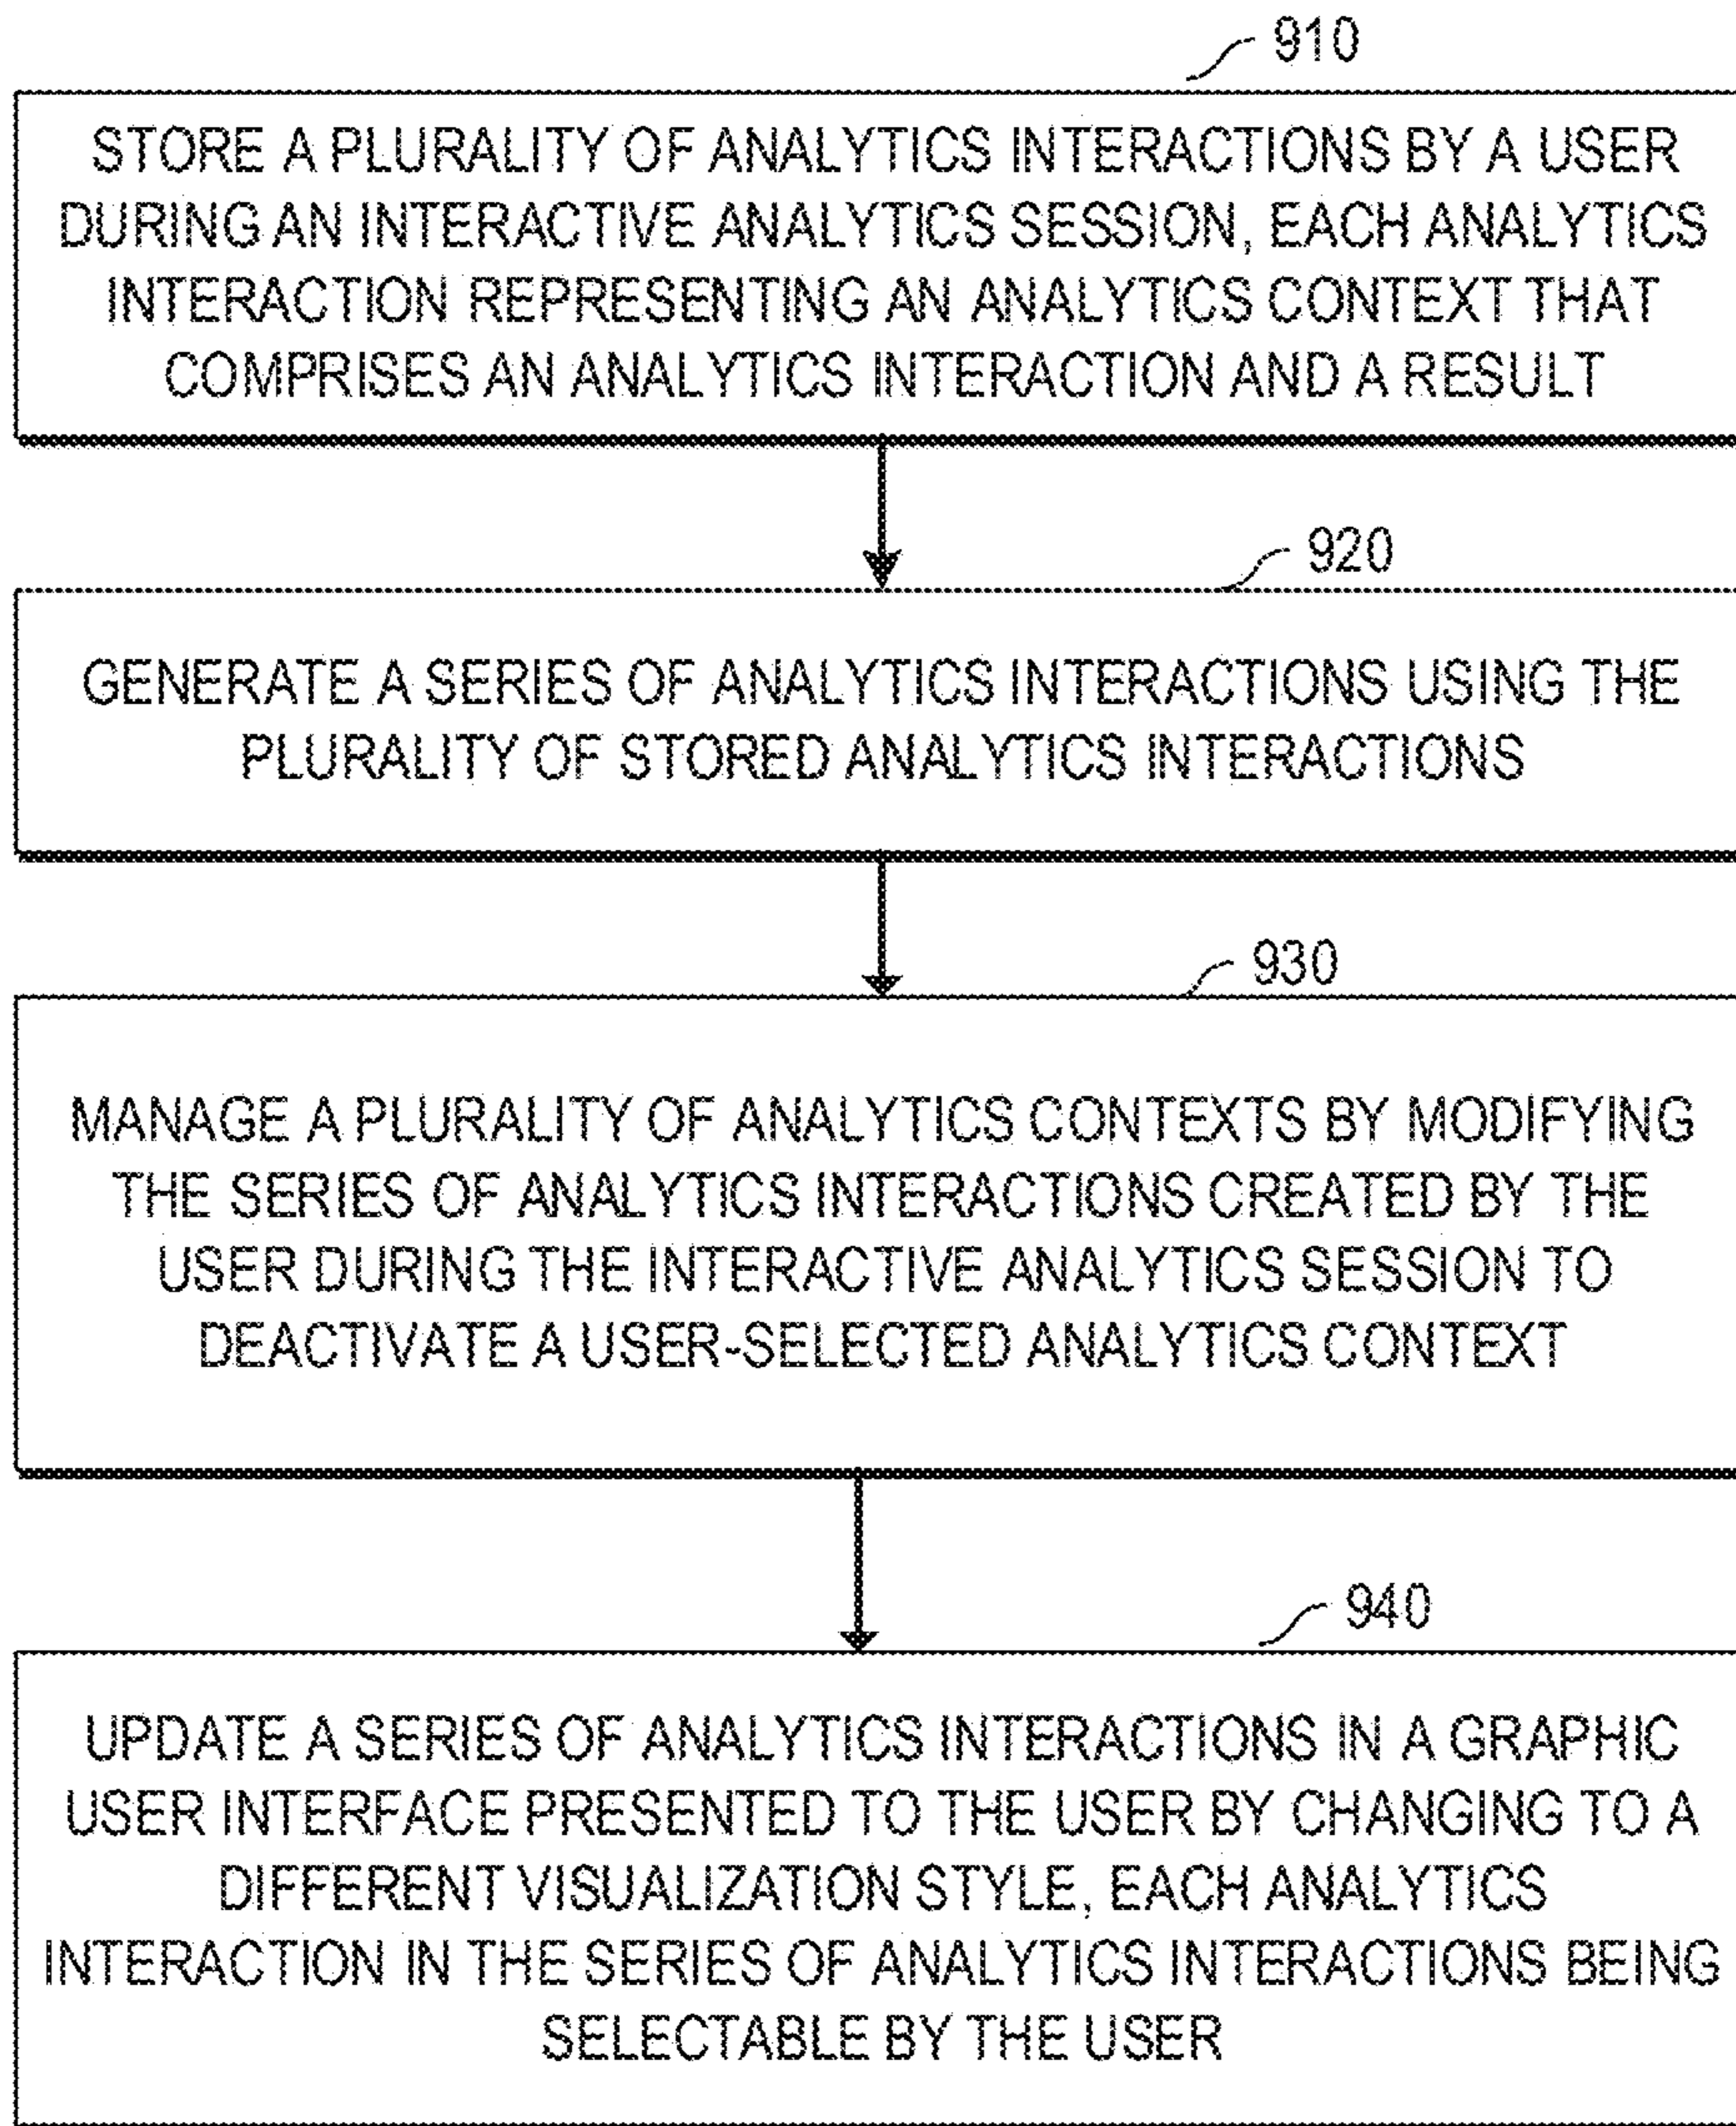 910
STORE A PLURALITY OF ANALYTICS INTERACTIONS BY A USER
DURING AN INTERACTIVE ANALYTICS SESSION, EACH ANALYTICS
INTERACTION REPRESENTING AN ANALYTICS CONTEXT THAT
COMPRISES AN ANALYTICS INTERACTION AND A RESULT
920
GENERATE A SERIES OF ANALYTICS INTERACTIONS USING THE
PLURALITY OF STORED ANALYTICS INTERACTIONS
930
MANAGE A PLURALITY OF ANALYTICS CONTEXTS BY MODIFYING
THE SERIES OF ANALYTICS INTERACTIONS CREATED BY THE
USER DURING THE INTERACTIVE ANALYTICS SESSION TO
DEACTIVATE A USER-SELECTED ANALYTICS CONTEXT
940
UPDATE A SERIES OF ANALYTICS INTERACTIONS IN A GRAPHIC
USER INTERFACE PRESENTED TO THE USER BY CHANGING TO A
DIFFERENT VISUALIZATION STYLE, EACH ANALYTICS
INTERACTION IN THE SERIES OF ANALYTICS INTERACTIONS BEING
SELECTABLE BY THE USER